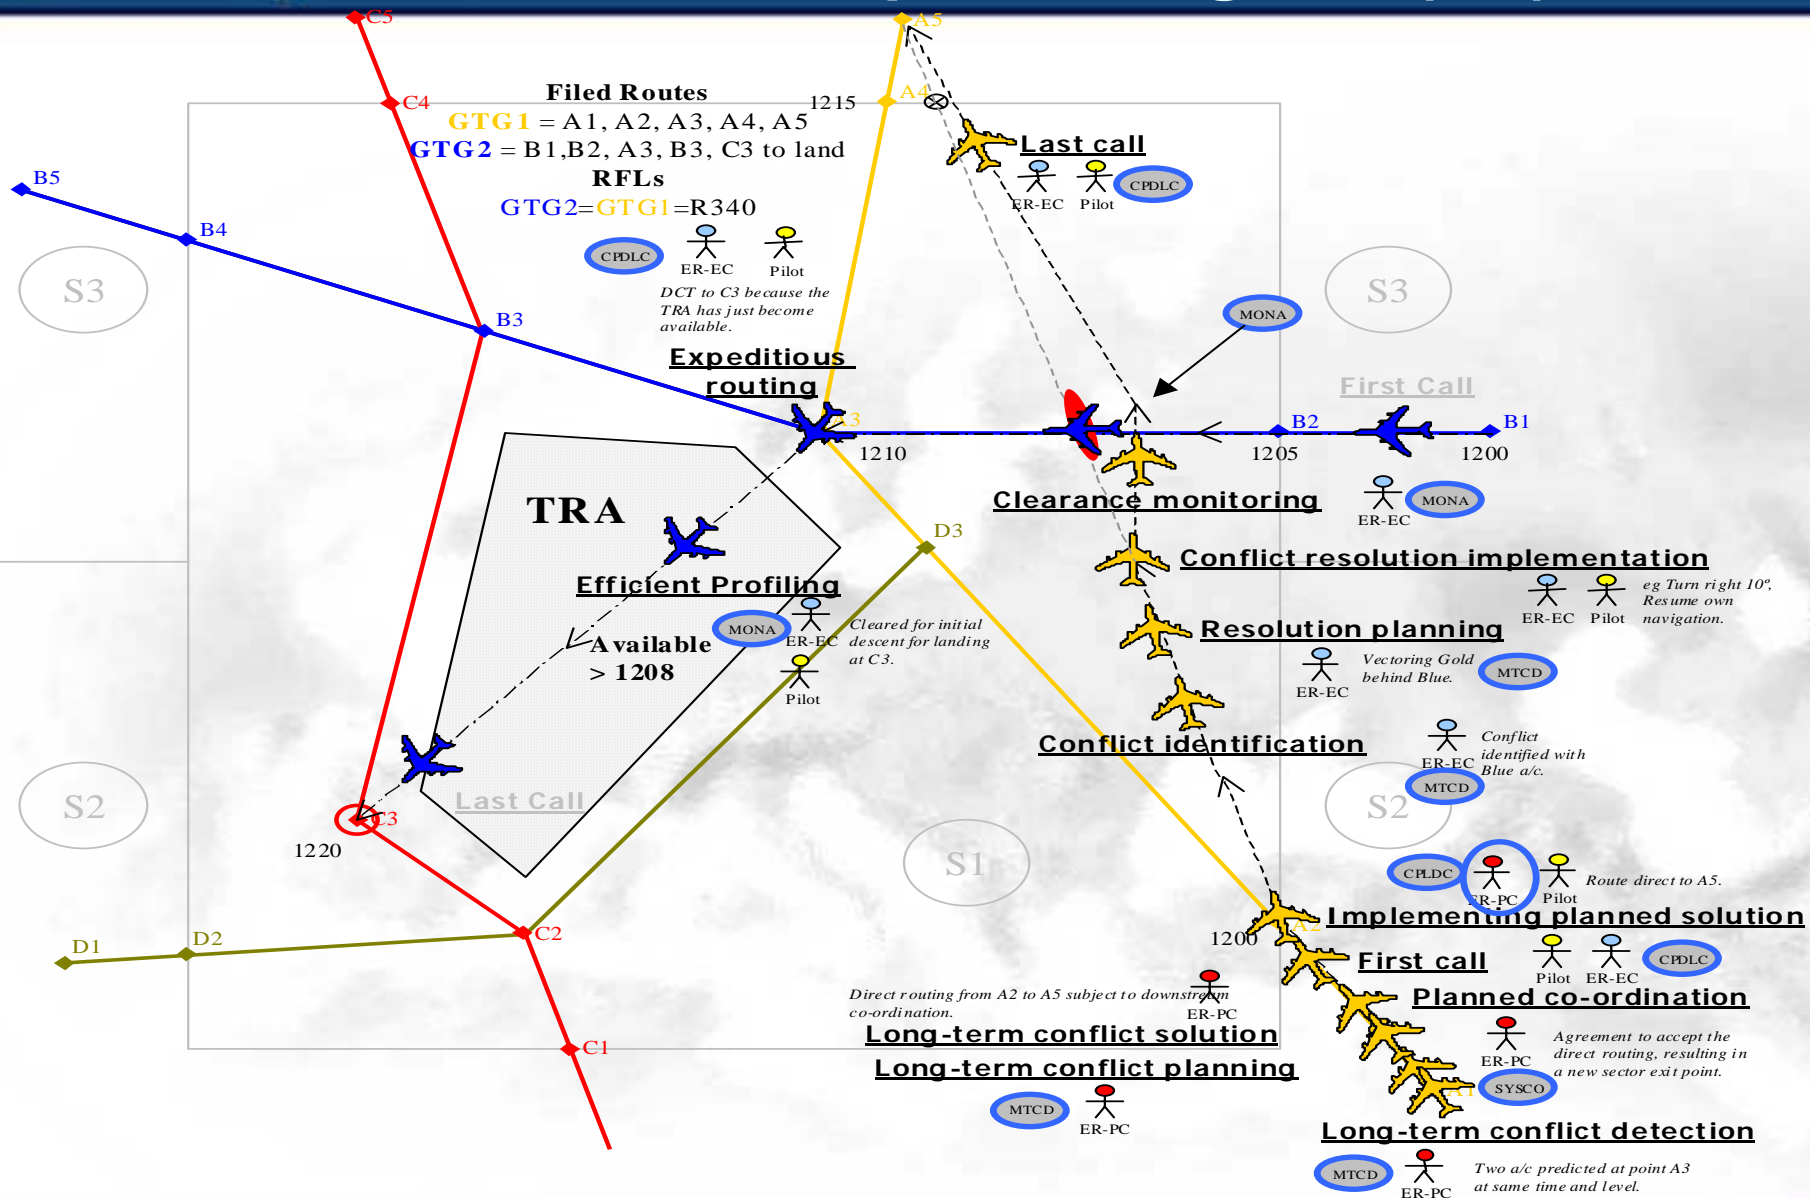 C5
A5
Filed Routes
C4
1215
A4
GTG1 = A1, A2, A3, A4, A5
GTG2 = B1,B2, A3, B3, C3 to land
Last call
RFLs
B5
CPDLC
ER-EC
Pilot
GTG2=GTG1=R340
B4
CPDLC
ER-EC
Pilot
S3
S3
DCT to C3 because the
TRA has just become
available.
MONA
B3
Expeditious
routing
First Call
A3
B2
B1
1210
1205
1200
TRA
Clearance monitoring
MONA
ER-EC
D3
Conflict resolution implementation
Efficient Profiling
eg Turn right 10°,
Resume own
navigation.
ER-EC
Pilot
MONA
ER-EC
Cleared for initial
descent for landing
at C3.
Resolution planning
Available
> 1208
Pilot
ER-EC
Vectoring Gold
behind Blue.
MTCD
Conflict identification
Conflict
identified with
Blue a/c.
ER-EC
MTCD
S2
Last Call
S2
C3
1220
S1
CPLDC
ER-PC
Pilot
Route direct to A5.
Implementing planned solution
A2
1200
D1
D2
C2
First call
Pilot
ER-EC
CPDLC
Direct routing from A2 to A5 subject to downstream
co-ordination.
ER-PC
Planned co-ordination
Long-term conflict solution
ER-PC
Agreement to accept the
direct routing, resulting in
a new sector exit point.
C1
Long-term conflict planning
SYSCO
A1
MTCD
ER-PC
Long-term conflict detection
MTCD
ER-PC
Two a/c predicted at point A3
at same time and level.